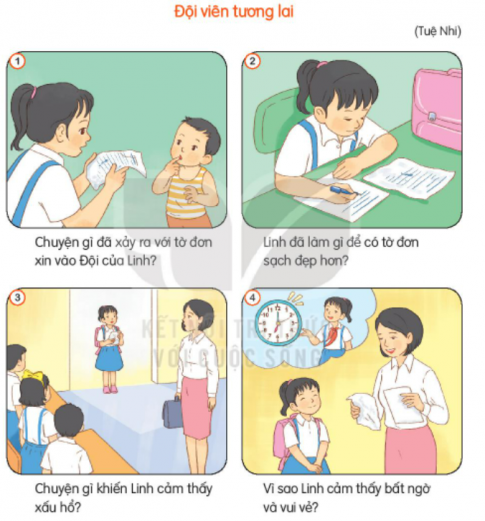 Đội viên tương lai
(Tuệ Nhi)
1
2
Chuyện gì đã xảy ra với tờ đơn
xin vào Đội của Linh?
Linh đã làm gì để có tờ đơn
sạch đẹp hơn?
3
4
KẾT NỐI TRI THỨC
VỚI CUỘC SỐNG
Chuyện gì khiến Linh cảm thấy
xấu hổ?
Vì sao Linh cảm thấy bất ngờ
và vui vẻ?